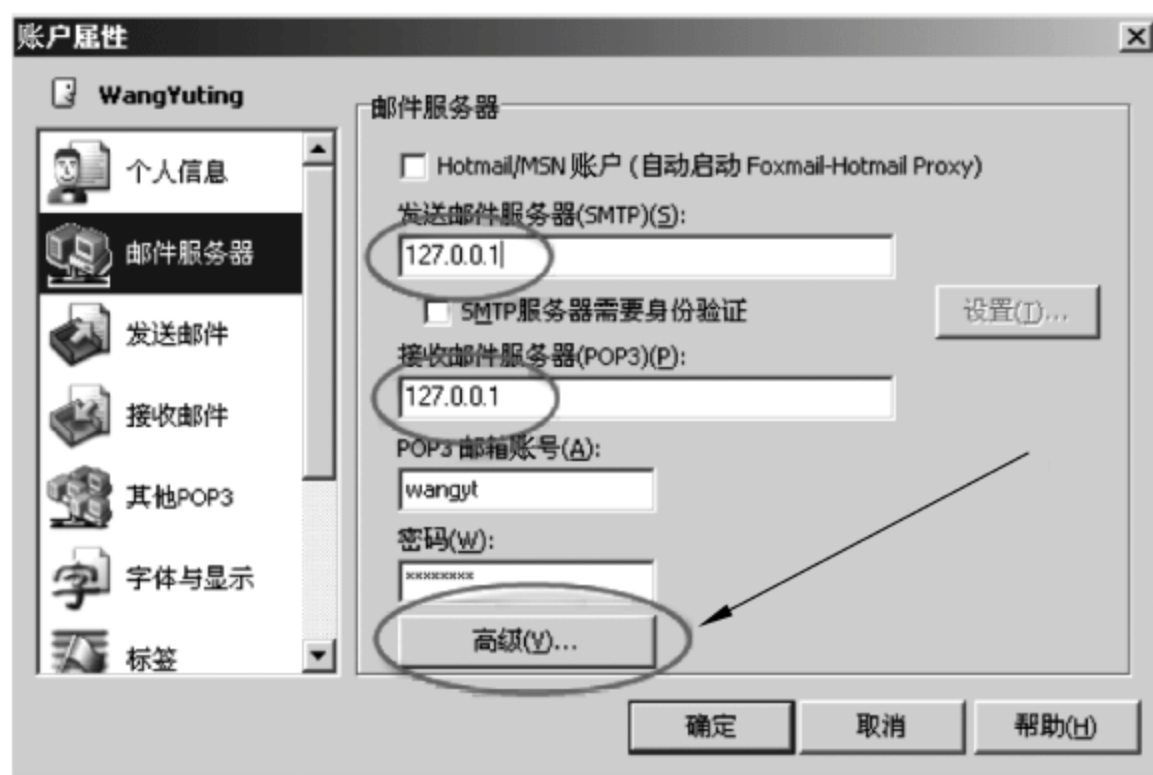 账户属性
WangYuting
个人信息
邮件服务器
发送邮件
接收邮件
其他POP3
字体与显示
标签
邮件服务器
Hotmail/MSN 账户 (自动启动 Foxmail-Hotmail Proxy)
发送邮件服务器(SMTP)(S):
127.0.0.1
SMTP服务器需要身份验证
设置(I)...
接收邮件服务器(POP3)(P):
127.0.0.1
POP3 邮箱账号(A):
wangyt
密码(W):
××××××××
高级(V)...
确定
取消
帮助(H)